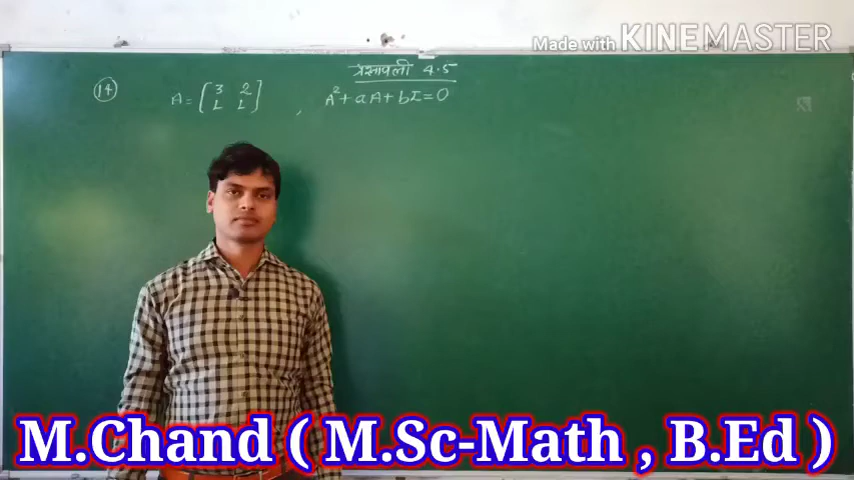 Made with KINEMASTER
प्रश्नावली 4.5
(14) A = [ 3 2 ] , A² + aA + bI = 0
[ 1 1 ]
M.Chand ( M.Sc-Math , B.Ed )